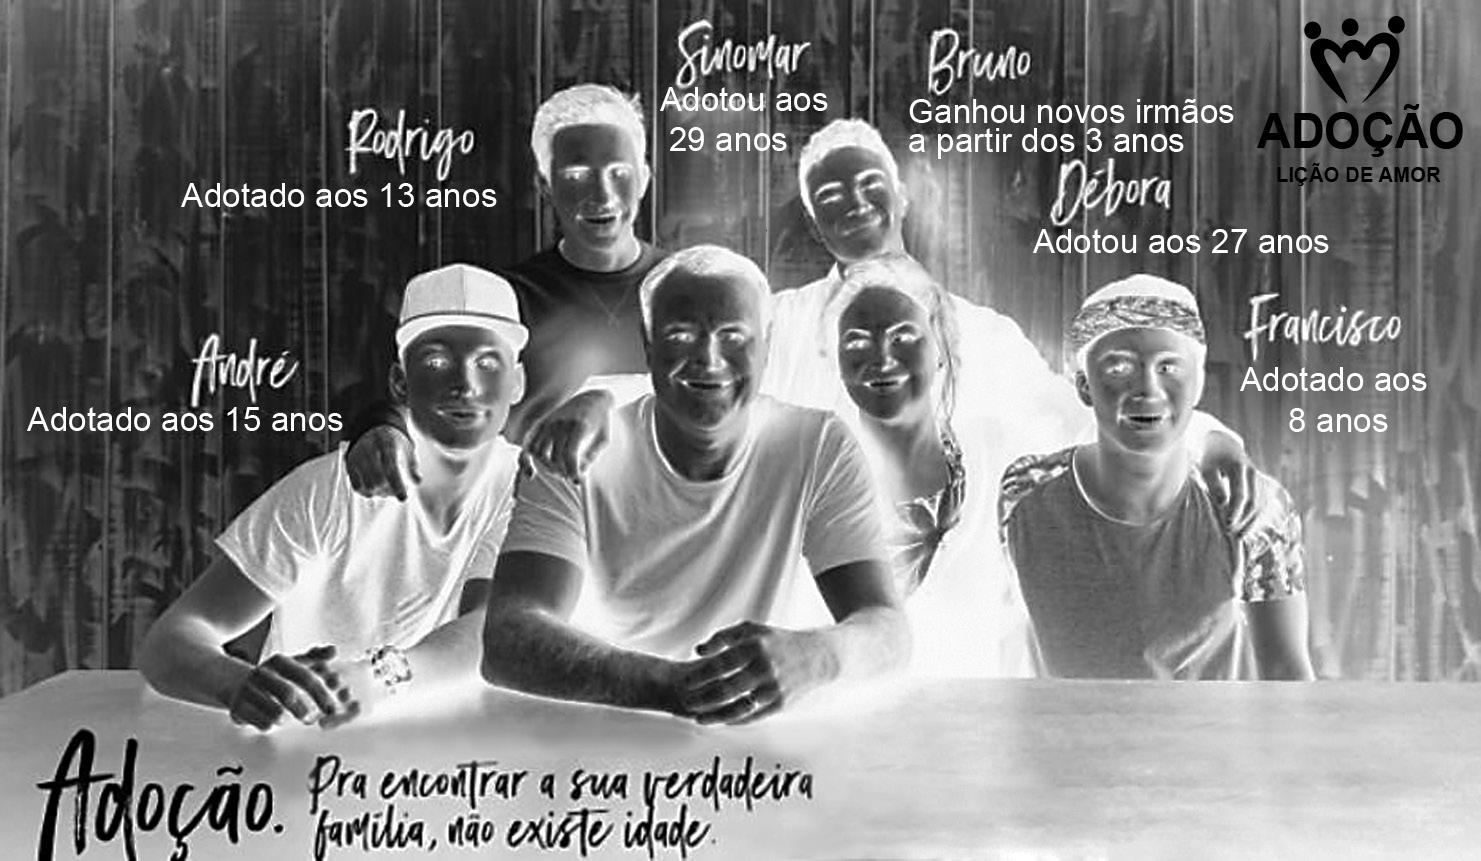 Sinomar
Adotou aos
29 anos
Bruno
Ganhou novos irmãos
a partir dos 3 anos
ADOÇÃO
LIÇÃO DE AMOR
Rodrigo
Adotado aos 13 anos
Débora
Adotou aos 27 anos
André
Adotado aos 15 anos
Francisco
Adotado aos
8 anos
Adoção.
Pra encontrar a sua verdadeira
família, não existe idade.